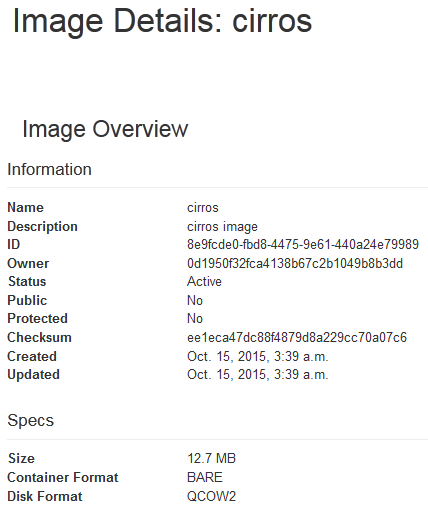 Image Details: cirros
Image Overview
Information
Name cirros
Description cirros image
ID 8e9fcde0-fbd8-4475-9e61-440a24e79989
Owner 0d1950f32fca4138b67c2b1049b8b3dd
Status Active
Public No
Protected No
Checksum ee1eca47dc88f4879d8a229cc70a07c6
Created Oct. 15, 2015, 3:39 a.m.
Updated Oct. 15, 2015, 3:39 a.m.
Specs
Size 12.7 MB
Container Format BARE
Disk Format QCOW2